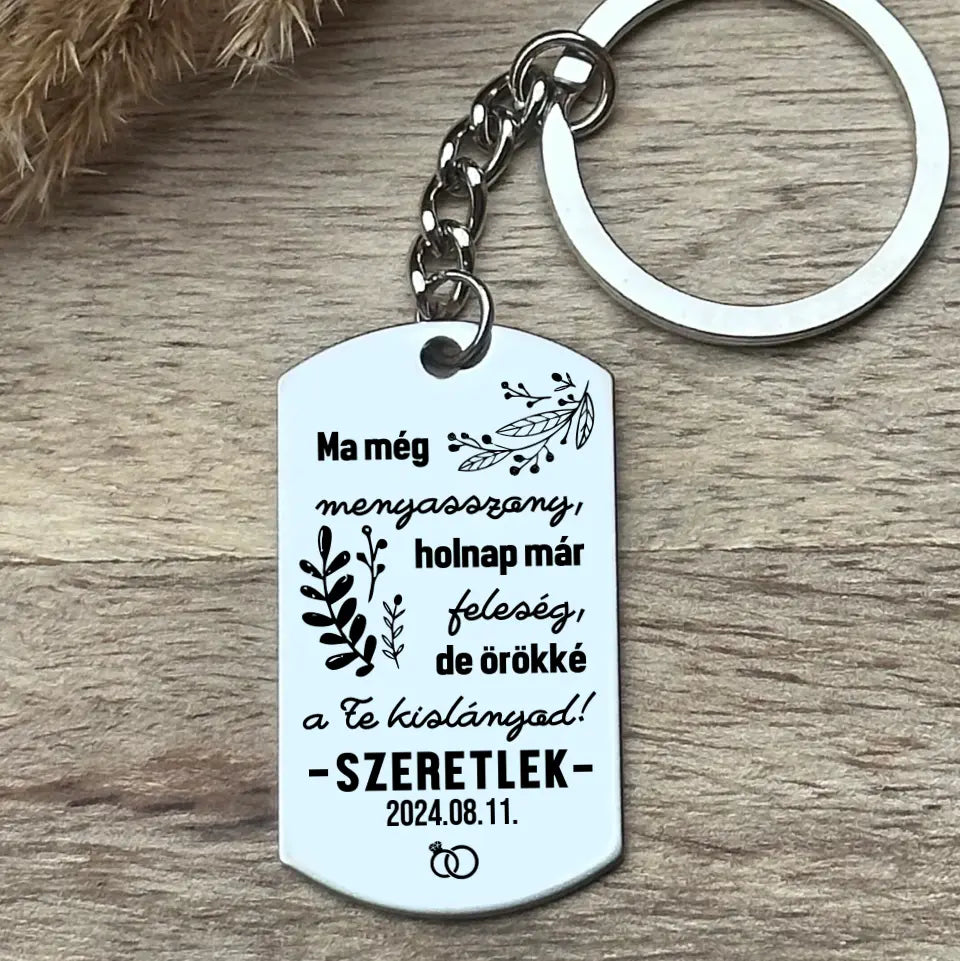 Ma még
menyasszony,
holnap már
feleség,
de örökké
a Te kislányod!
-SZERETLEK-
2024.08.11.